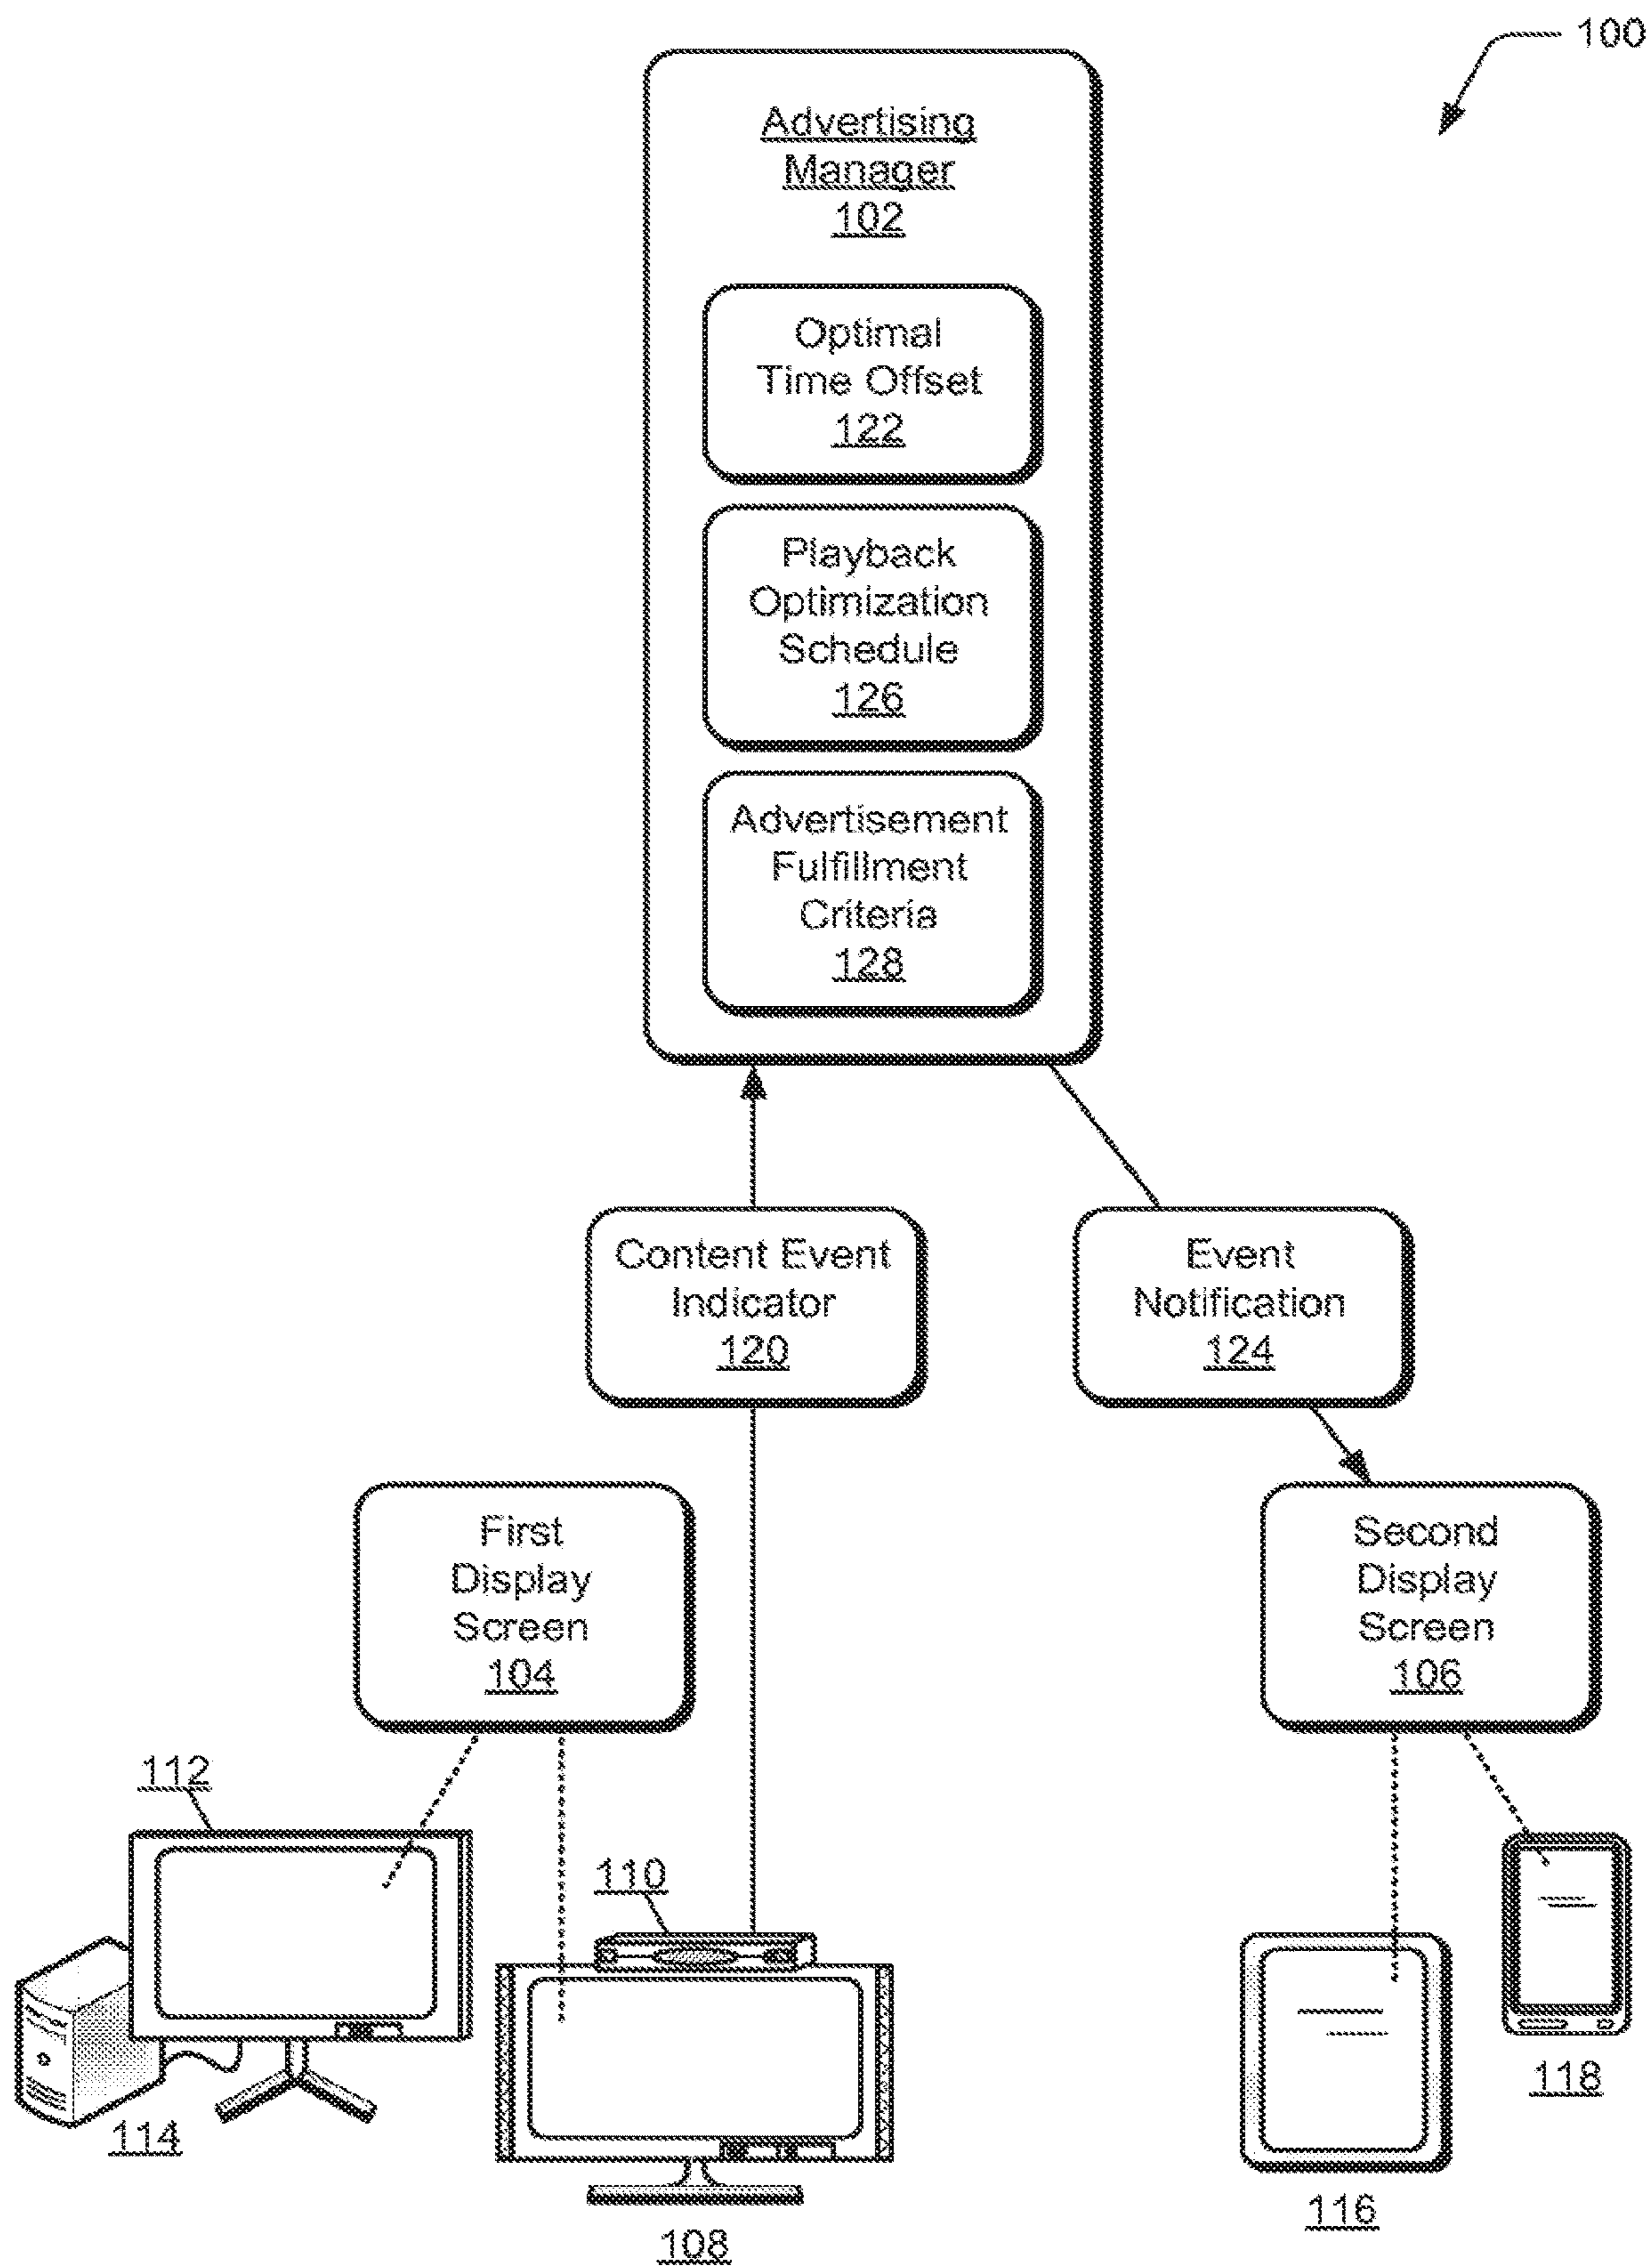 100
Advertising
Manager
102
Optimal
Time Offset
122
Playback
Optimization
Schedule
126
Advertisement
Fulfillment
Criteria
128
Content Event
Indicator
120
Event
Notification
124
First
Display
Screen
104
Second
Display
Screen
106
112
110
114
108
116
118